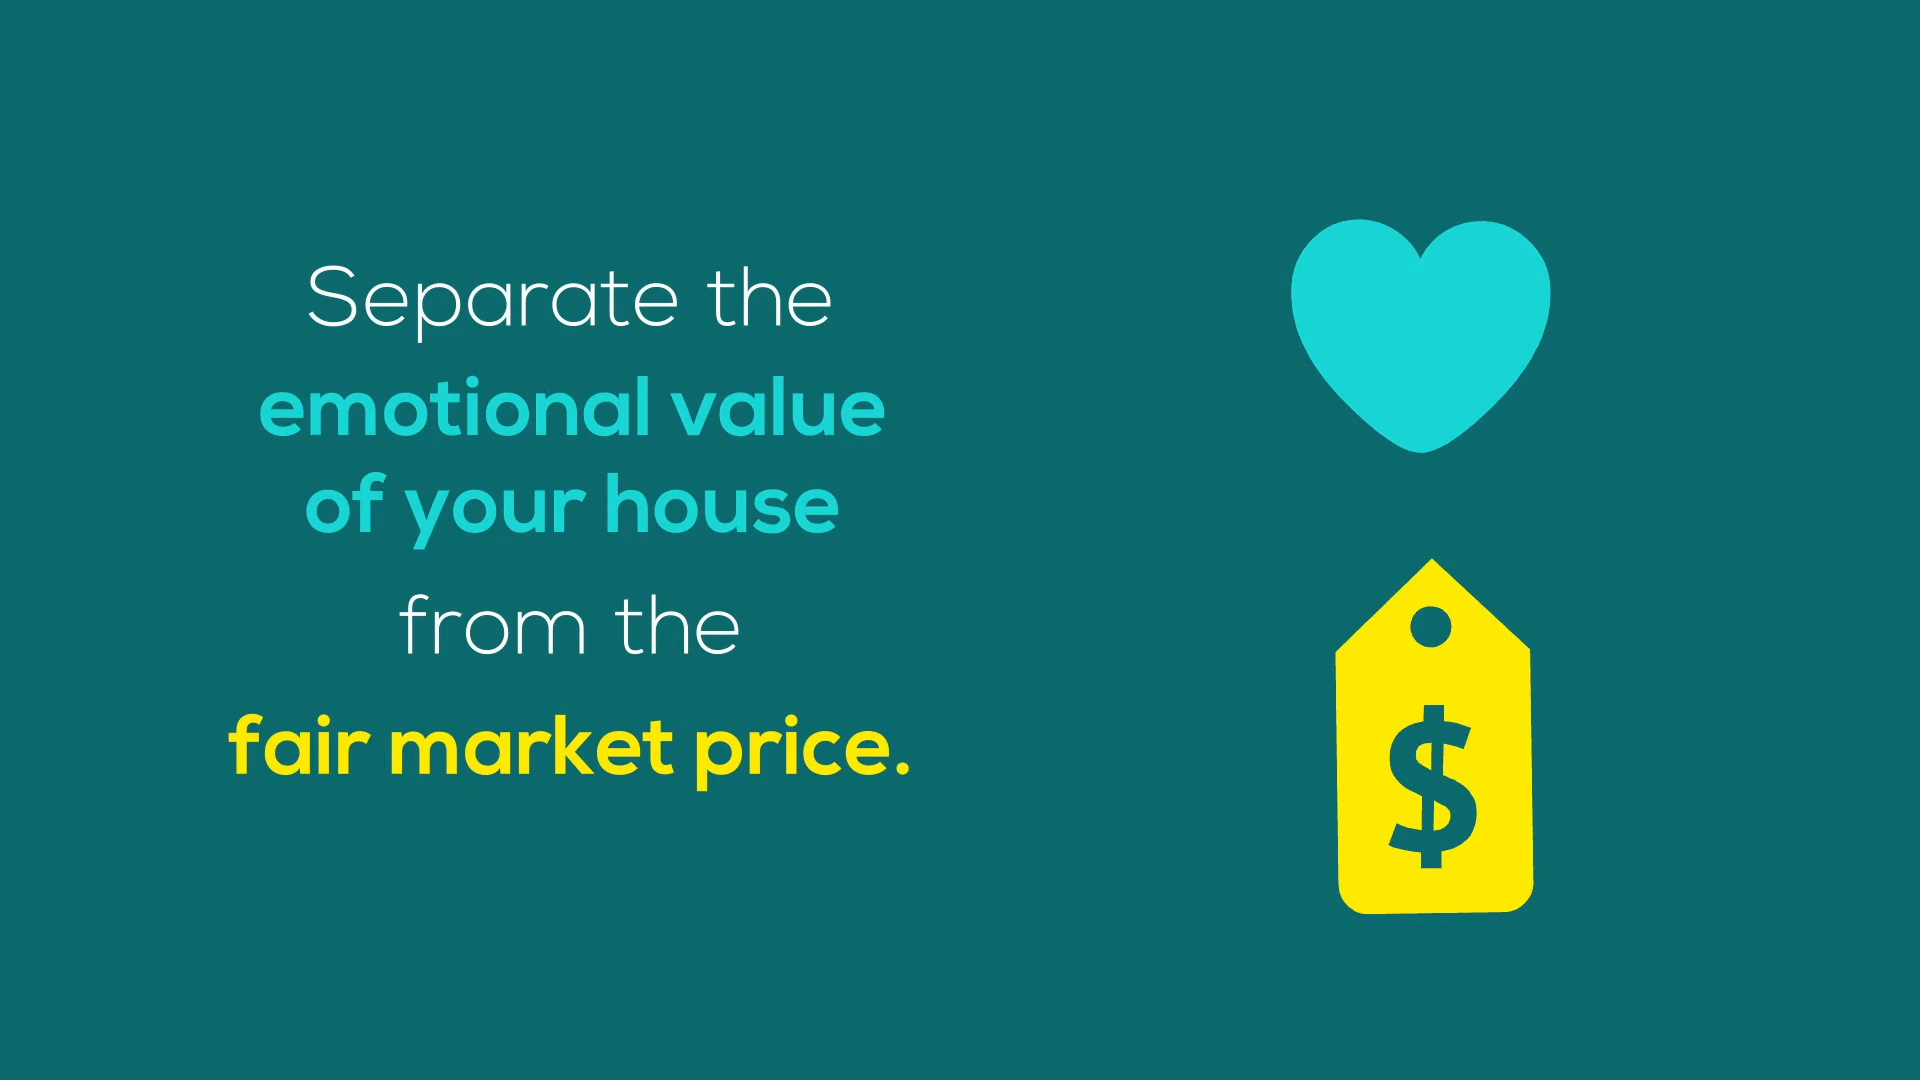 Separate the
emotional value
of your house
from the
fair market price.
$